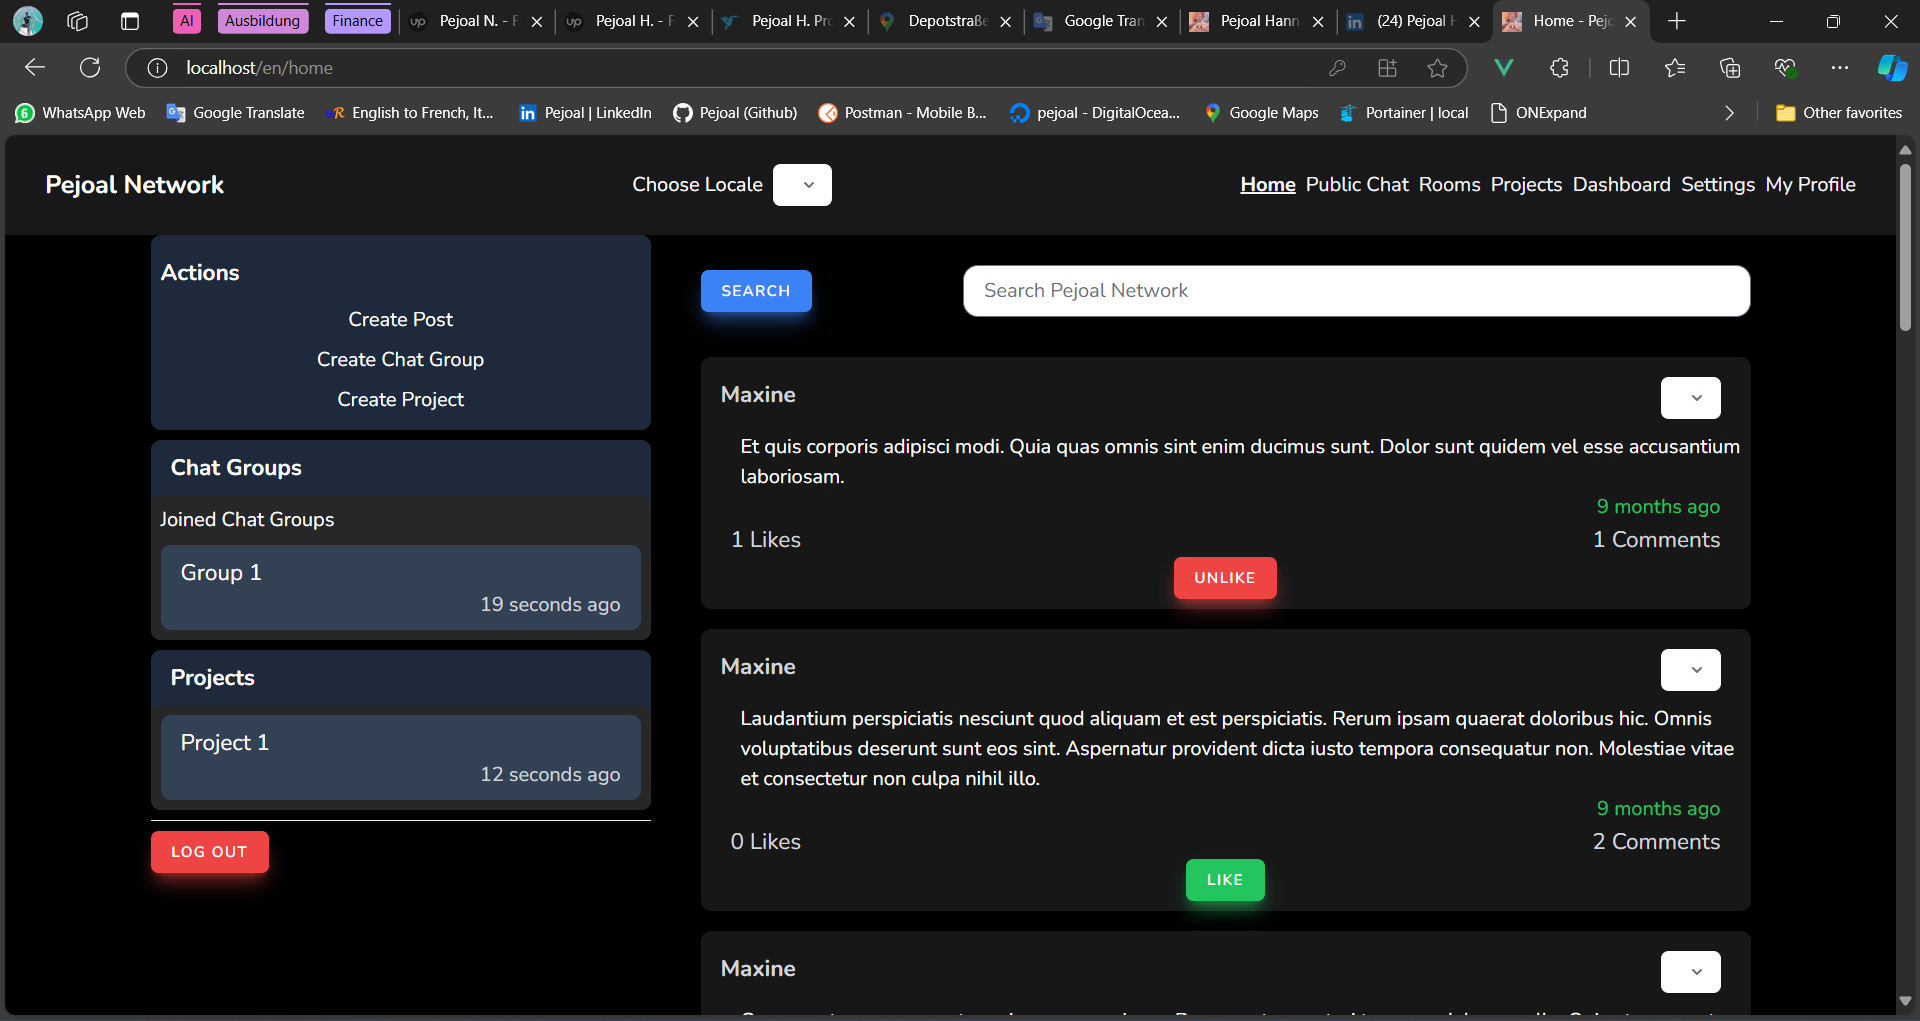 AI
Ausbildung
Finance
up Pejoal N. - F
up Pejoal H. - F
Pejoal H. Pro
Depotstraße
Google Tran
Pejoal Hann
(24) Pejoal H
Home - Pejo
localhost/en/home
WhatsApp Web
Google Translate
English to French, It...
Pejoal | LinkedIn
Pejoal (Github)
Postman - Mobile B...
pejoal - DigitalOcea...
Google Maps
Portainer | local
ONExpand
Other favorites
Pejoal Network
Choose Locale
Home Public Chat Rooms Projects Dashboard Settings My Profile
Actions
Create Post
Create Chat Group
Create Project
Chat Groups
Joined Chat Groups
Group 1
19 seconds ago
Projects
Project 1
12 seconds ago
LOG OUT
SEARCH
Search Pejoal Network
Maxine
Et quis corporis adipisci modi. Quia quas omnis sint enim ducimus sunt. Dolor sunt quidem vel esse accusantium
laboriosam.
9 months ago
1 Likes
1 Comments
UNLIKE
Maxine
Laudantium perspiciatis nesciunt quod aliquam et est perspiciatis. Rerum ipsam quaerat doloribus hic. Omnis
voluptatibus deserunt sunt eos sint. Aspernatur provident dicta iusto tempora consequatur non. Molestiae vitae
et consectetur non culpa nihil illo.
9 months ago
0 Likes
2 Comments
LIKE
Maxine